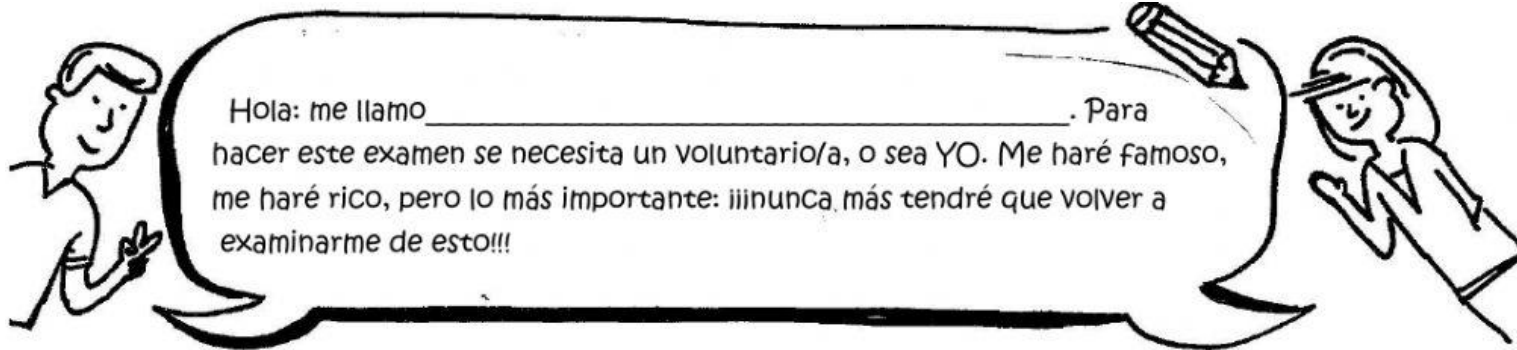 Hola: me llamo______________________________. Para
hacer este examen se necesita un voluntario/a, o sea YO. Me haré famoso,
me haré rico, pero lo más importante: ¡¡¡nunca más tendré que volver a
examinarme de esto!!!